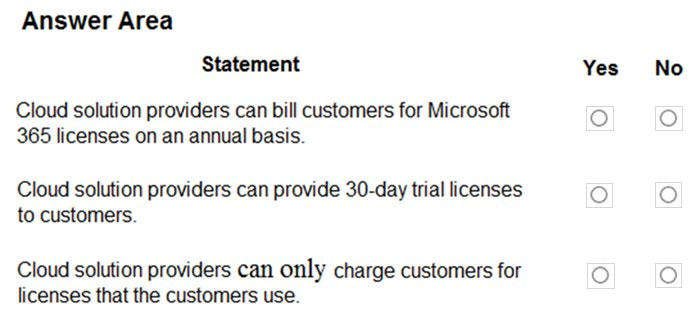 Answer Area
Statement Yes No
Cloud solution providers can bill customers for Microsoft
365 licenses on an annual basis.
Cloud solution providers can provide 30-day trial licenses
to customers.
Cloud solution providers can only charge customers for
licenses that the customers use.